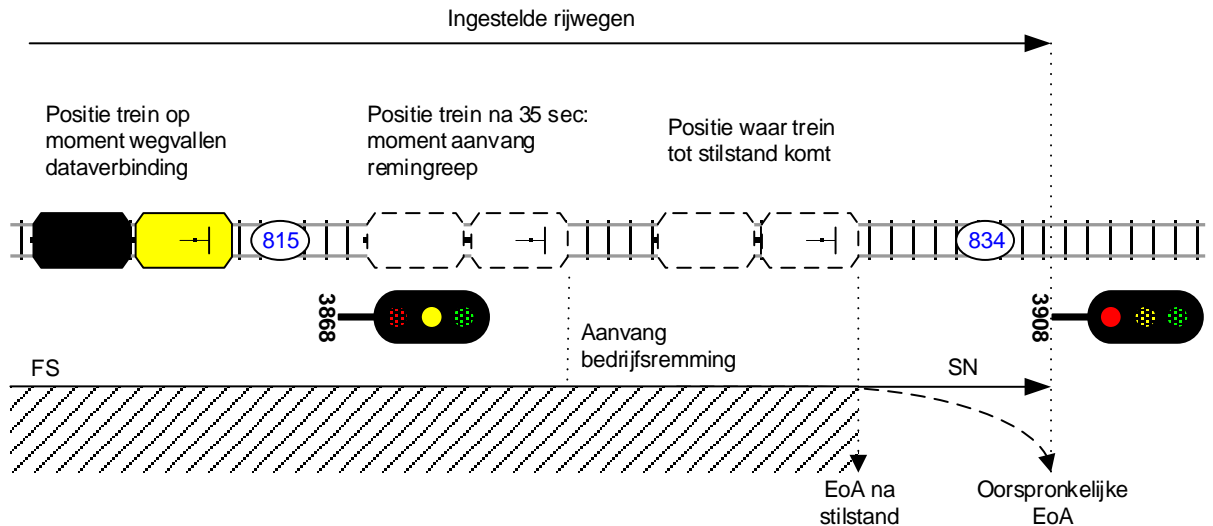 Ingestelde rijwegen
Positie trein op
moment wegvallen
dataverbinding
Positie trein na 35 sec:
moment aanvang
remingreep
Positie waar trein
tot stilstand komt
815
834
3868
3908
Aanvang
bedrijfsremming
FS
SN
EoA na
stilstand
Oorspronkelijke
EoA